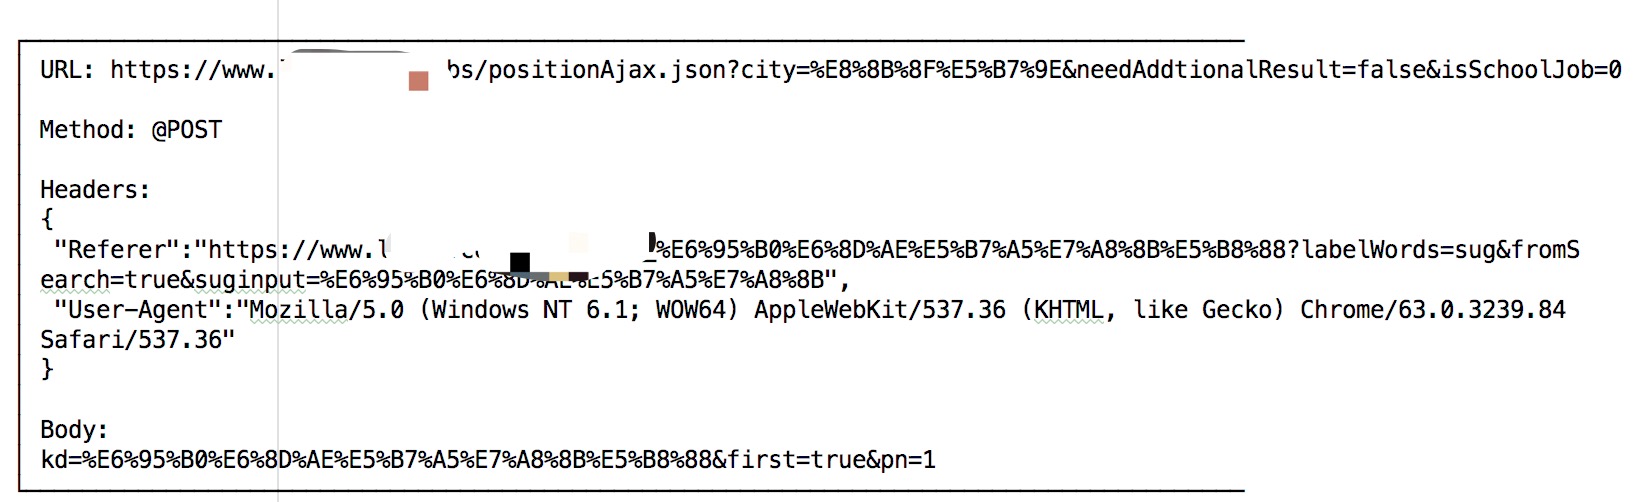 URL: https://www. bs/positionAjax.json?city=%E8%8B%8F%E5%B7%9E&needAddtionalResult=false&isSchoolJob=0
Method: @POST
Headers:
{
"Referer":"https://www.l %E6%95%B0%E6%8D%AE%E5%B7%A5%E7%A8%8B%E5%B8%88?labelWords=sug&fromS
earch=true&suginput=%E6%95%B0%E6%8D%AE%E5%B7%A5%E7%A8%8B",
"User-Agent":"Mozilla/5.0 (Windows NT 6.1; WOW64) AppleWebKit/537.36 (KHTML, like Gecko) Chrome/63.0.3239.84
Safari/537.36"
}
Body:
kd=%E6%95%B0%E6%8D%AE%E5%B7%A5%E7%A8%8B%E5%B8%88&first=true&pn=1